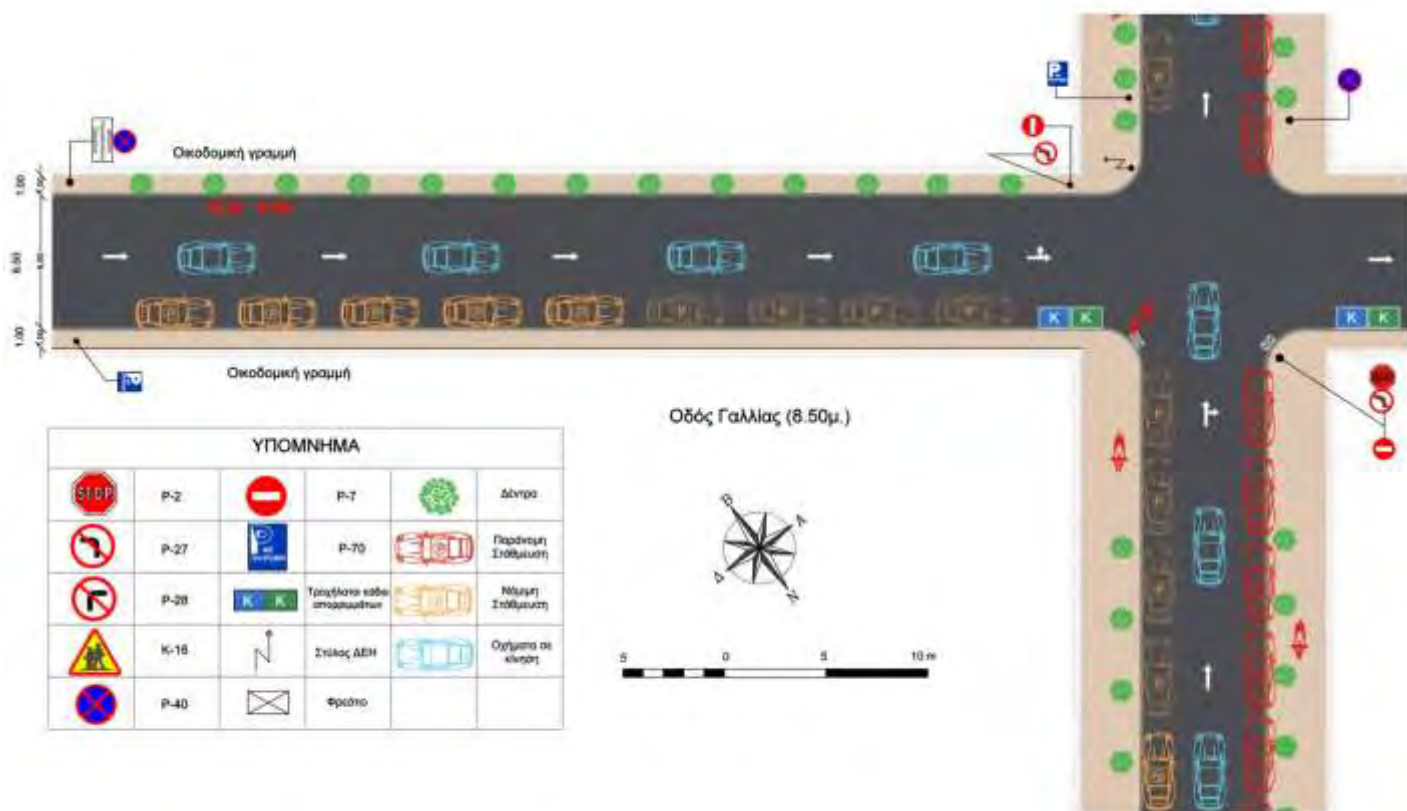 Οικοδομική γραμμή
1.00
6.50
1.00
K K
K K
Οικοδομική γραμμή
Οδός Γαλλίας (8.50μ.)
ΥΠΟΜΝΗΜΑ
STOP
P-2
P-7
Δέντρα
P-27
P-70
Παράνομη
Στάθμευση
P-28
K K
Τροχήλατοι κάδοι
απορριμμάτων
Νόμιμη
Στάθμευση
K-16
Στύλος ΔΕΗ
Οχήματα σε
κίνηση
P-40
Φρεάτιο
Β
Α
Δ
Ν
5 0 5 10 m